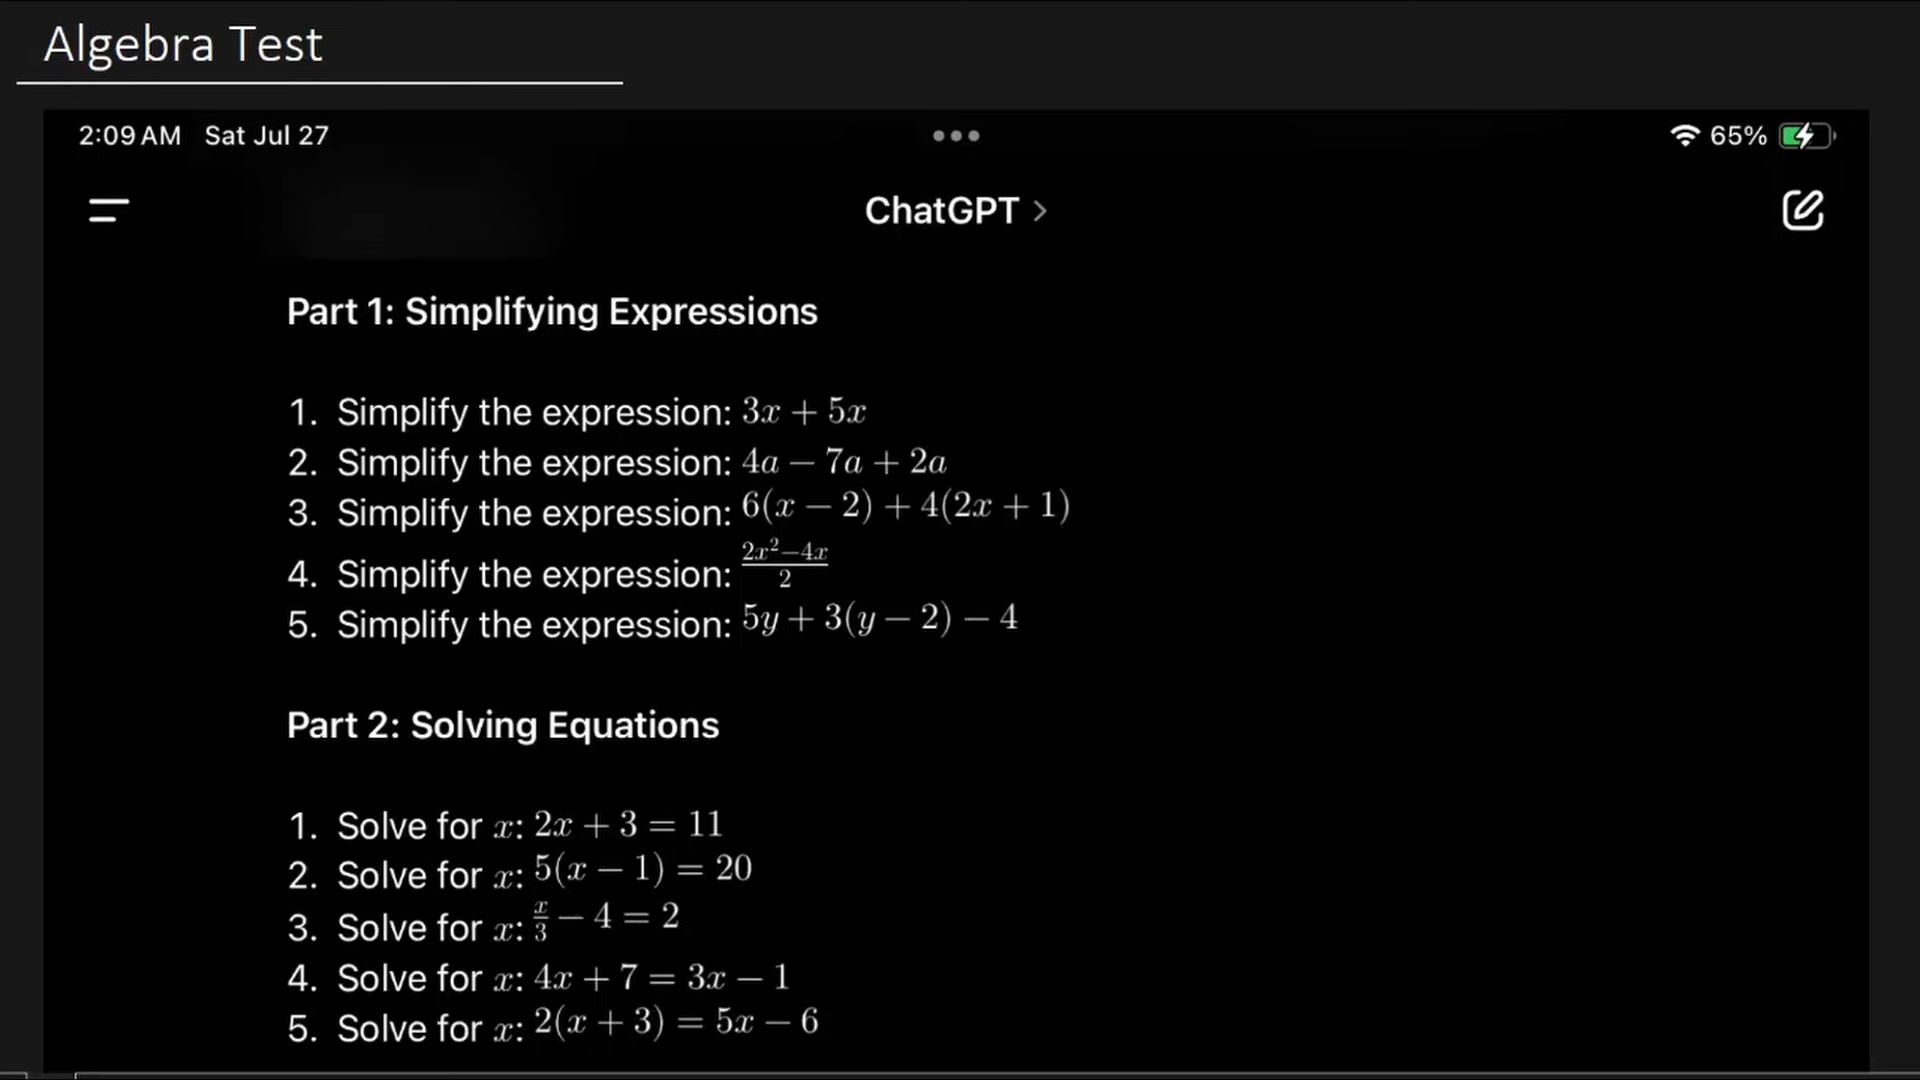 Algebra Test
2:09 AM Sat Jul 27
65%
ChatGPT >
Part 1: Simplifying Expressions
1. Simplify the expression: 3x + 5x
2. Simplify the expression: 4a − 7a + 2a
3. Simplify the expression: 6(x − 2) + 4(2x + 1)
4. Simplify the expression: \frac{2x^2−4x}{2}
5. Simplify the expression: 5y + 3(y − 2) − 4
Part 2: Solving Equations
1. Solve for x: 2x + 3 = 11
2. Solve for x: 5(x − 1) = 20
3. Solve for x: \frac{x}{3} − 4 = 2
4. Solve for x: 4x + 7 = 3x − 1
5. Solve for x: 2(x + 3) = 5x − 6